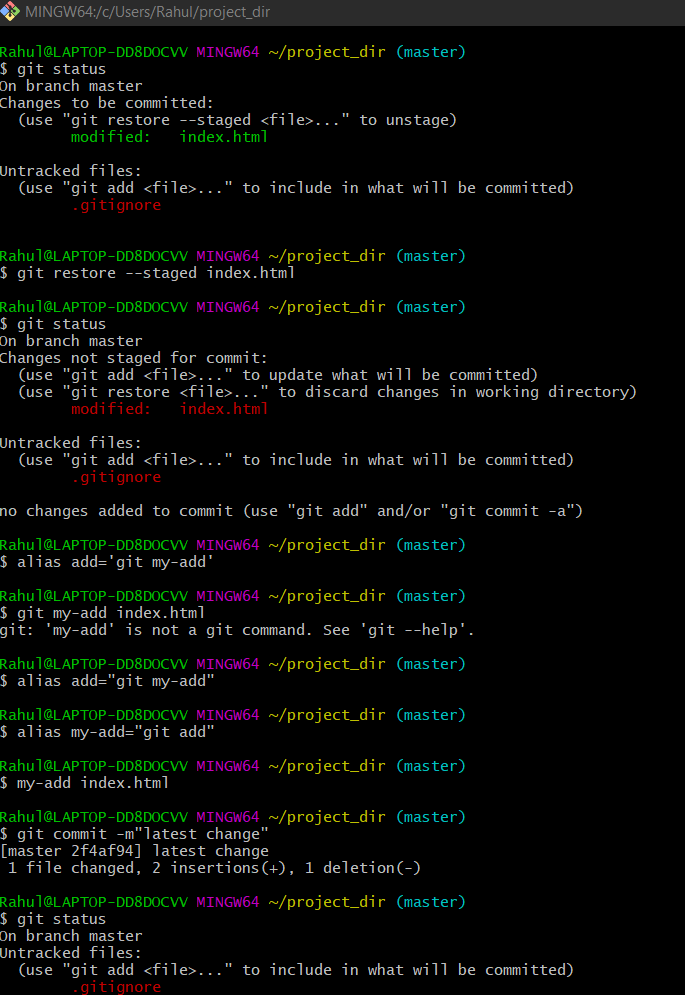 MINGW64:/c/Users/Rahul/project_dir
Rahul@LAPTOP-DD8DOCVV MINGW64 ~/project_dir (master)
$ git status
On branch master
Changes to be committed:
  (use "git restore --staged <file>..." to unstage)
        modified:   index.html

Untracked files:
  (use "git add <file>..." to include in what will be committed)
        .gitignore

Rahul@LAPTOP-DD8DOCVV MINGW64 ~/project_dir (master)
$ git restore --staged index.html

Rahul@LAPTOP-DD8DOCVV MINGW64 ~/project_dir (master)
$ git status
On branch master
Changes not staged for commit:
  (use "git add <file>..." to update what will be committed)
  (use "git restore <file>..." to discard changes in working directory)
        modified:   index.html

Untracked files:
  (use "git add <file>..." to include in what will be committed)
        .gitignore

no changes added to commit (use "git add" and/or "git commit -a")

Rahul@LAPTOP-DD8DOCVV MINGW64 ~/project_dir (master)
$ alias add='git my-add'

Rahul@LAPTOP-DD8DOCVV MINGW64 ~/project_dir (master)
$ git my-add index.html
git: 'my-add' is not a git command. See 'git --help'.

Rahul@LAPTOP-DD8DOCVV MINGW64 ~/project_dir (master)
$ alias add="git my-add"

Rahul@LAPTOP-DD8DOCVV MINGW64 ~/project_dir (master)
$ alias my-add="git add"

Rahul@LAPTOP-DD8DOCVV MINGW64 ~/project_dir (master)
$ my-add index.html

Rahul@LAPTOP-DD8DOCVV MINGW64 ~/project_dir (master)
$ git commit -m"latest change"
[master 2f4af94] latest change
 1 file changed, 2 insertions(+), 1 deletion(-)

Rahul@LAPTOP-DD8DOCVV MINGW64 ~/project_dir (master)
$ git status
On branch master
Untracked files:
  (use "git add <file>..." to include in what will be committed)
        .gitignore